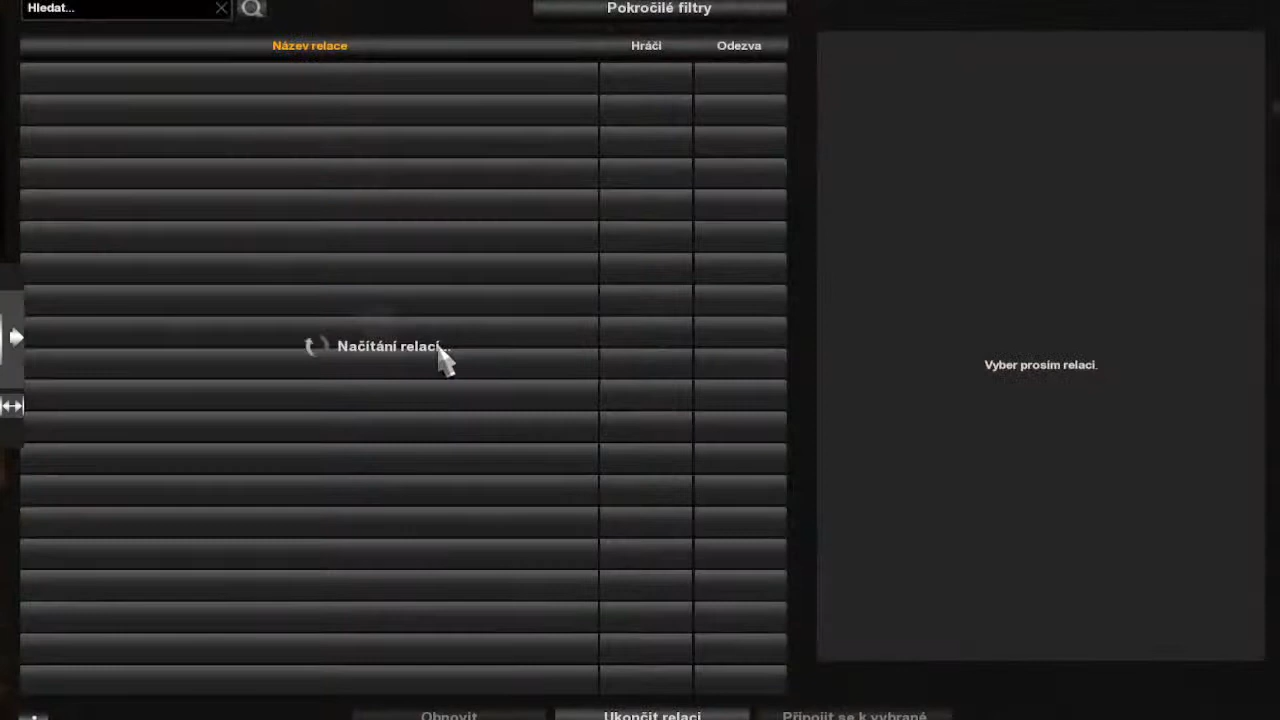 Hledat...
Pokročilé filtry
Název relace Hráči Odezva
Načítání relací...
Vyber prosím relaci.
Obnovit Ukončit relaci Připojit se k vybrané